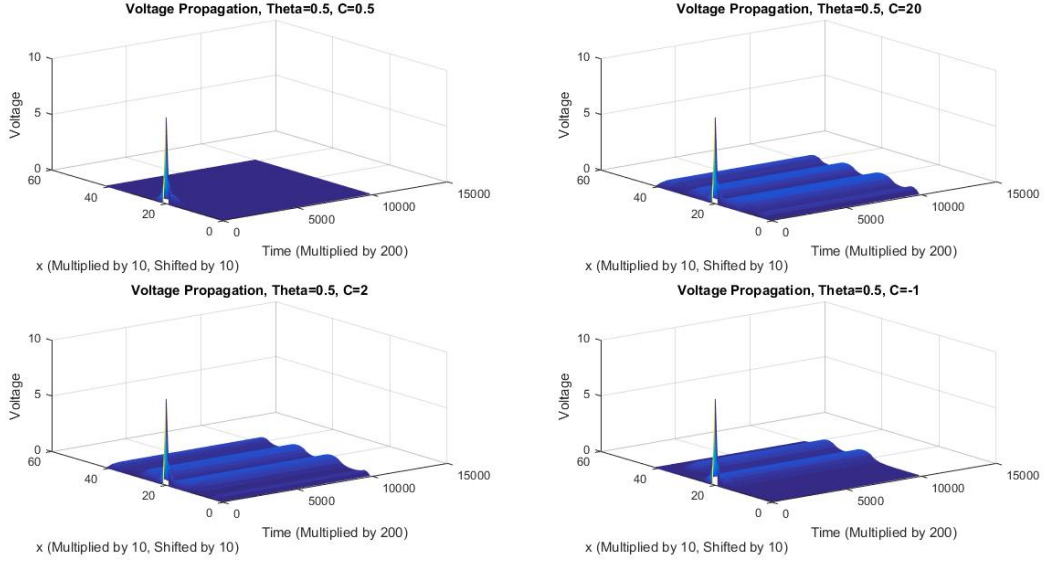 Voltage Propagation, Theta=0.5, C=0.5
10
5
0
Voltage
60
40
20
0
0
5000
10000
15000
Time (Multiplied by 200)
x (Multiplied by 10, Shifted by 10)
Voltage Propagation, Theta=0.5, C=20
10
5
0
Voltage
60
40
20
0
0
5000
10000
15000
Time (Multiplied by 200)
x (Multiplied by 10, Shifted by 10)
Voltage Propagation, Theta=0.5, C=2
10
5
0
Voltage
60
40
20
0
0
5000
10000
15000
Time (Multiplied by 200)
x (Multiplied by 10, Shifted by 10)
Voltage Propagation, Theta=0.5, C=-1
10
5
0
Voltage
60
40
20
0
0
5000
10000
15000
Time (Multiplied by 200)
x (Multiplied by 10, Shifted by 10)